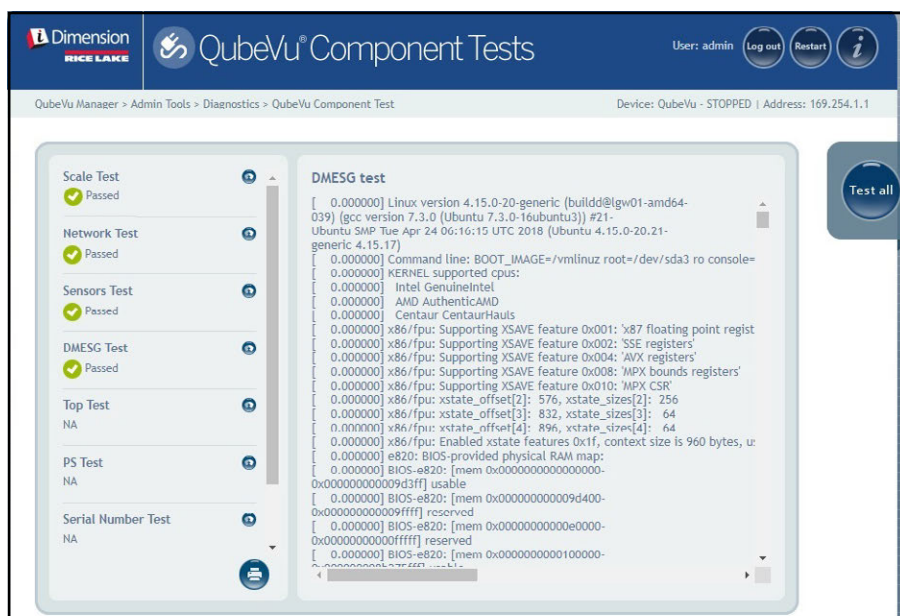 Dimension
RICE LAKE
QubeVu® Component Tests
User: admin
Log out
Restart
i
QubeVu Manager > Admin Tools > Diagnostics > QubeVu Component Test
Device: QubeVu - STOPPED | Address: 169.254.1.1
Scale Test
Passed
Network Test
Passed
Sensors Test
Passed
DMESG Test
Passed
Top Test
NA
PS Test
NA
Serial Number Test
NA
DMESG test
[ 0.000000] Linux version 4.15.0-20-generic (buildd@lgw01-amd64-
039) (gcc version 7.3.0 (Ubuntu 7.3.0-16ubuntu3)) #21-
Ubuntu SMP Tue Apr 24 06:16:15 UTC 2018 (Ubuntu 4.15.0-20.21-
generic 4.15.17)
[ 0.000000] Command line: BOOT_IMAGE=/vmlinuz root=/dev/sda3 ro console=
[ 0.000000] KERNEL supported cpus:
[ 0.000000] Intel GenuineIntel
[ 0.000000] AMD AuthenticAMD
[ 0.000000] Centaur CentaurHauls
[ 0.000000] x86/fpu: Supporting XSAVE feature 0x001: 'x87 floating point regist
[ 0.000000] x86/fpu: Supporting XSAVE feature 0x002: 'SSE registers'
[ 0.000000] x86/fpu: Supporting XSAVE feature 0x004: 'AVX registers'
[ 0.000000] x86/fpu: Supporting XSAVE feature 0x008: 'MPX bounds registers'
[ 0.000000] x86/fpu: Supporting XSAVE feature 0x010: 'MPX CSR'
[ 0.000000] x86/fpu: xstate_offset[2]: 576, xstate_sizes[2]: 256
[ 0.000000] x86/fpu: xstate_offset[3]: 832, xstate_sizes[3]: 64
[ 0.000000] x86/fpu: xstate_offset[4]: 896, xstate_sizes[4]: 64
[ 0.000000] x86/fpu: Enabled xstate features 0x1f, context size is 960 bytes, u
[ 0.000000] e820: BIOS-provided physical RAM map:
[ 0.000000] BIOS-e820: [mem 0x0000000000000000-
0x000000000009d3ff] usable
[ 0.000000] BIOS-e820: [mem 0x000000000009d400-
0x000000000009ffff] reserved
[ 0.000000] BIOS-e820: [mem 0x00000000000e0000-
0x00000000000fffff] reserved
[ 0.000000] BIOS-e820: [mem 0x0000000000100000-
Test all